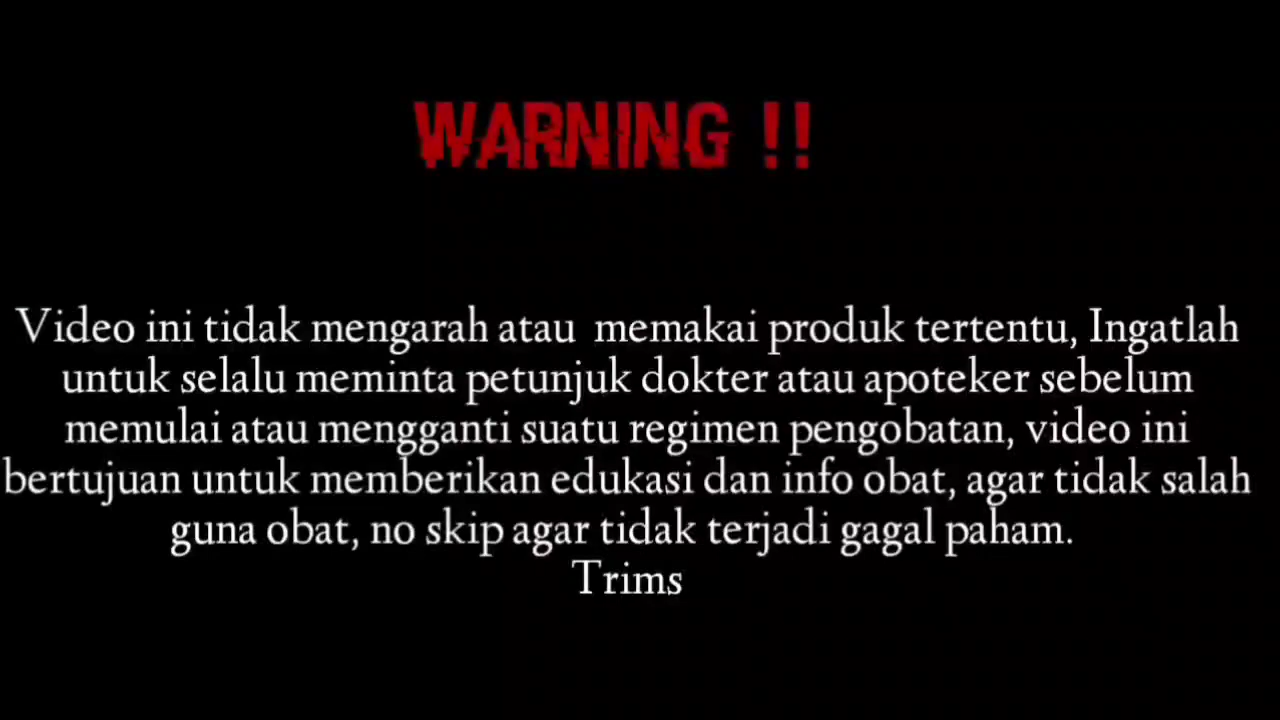 WARNING !!
Video ini tidak mengarah atau memakai produk tertentu, Ingatlah
untuk selalu meminta petunjuk dokter atau apoteker sebelum
memulai atau mengganti suatu regimen pengobatan, video ini
bertujuan untuk memberikan edukasi dan info obat, agar tidak salah
guna obat, no skip agar tidak terjadi gagal paham.
Trims